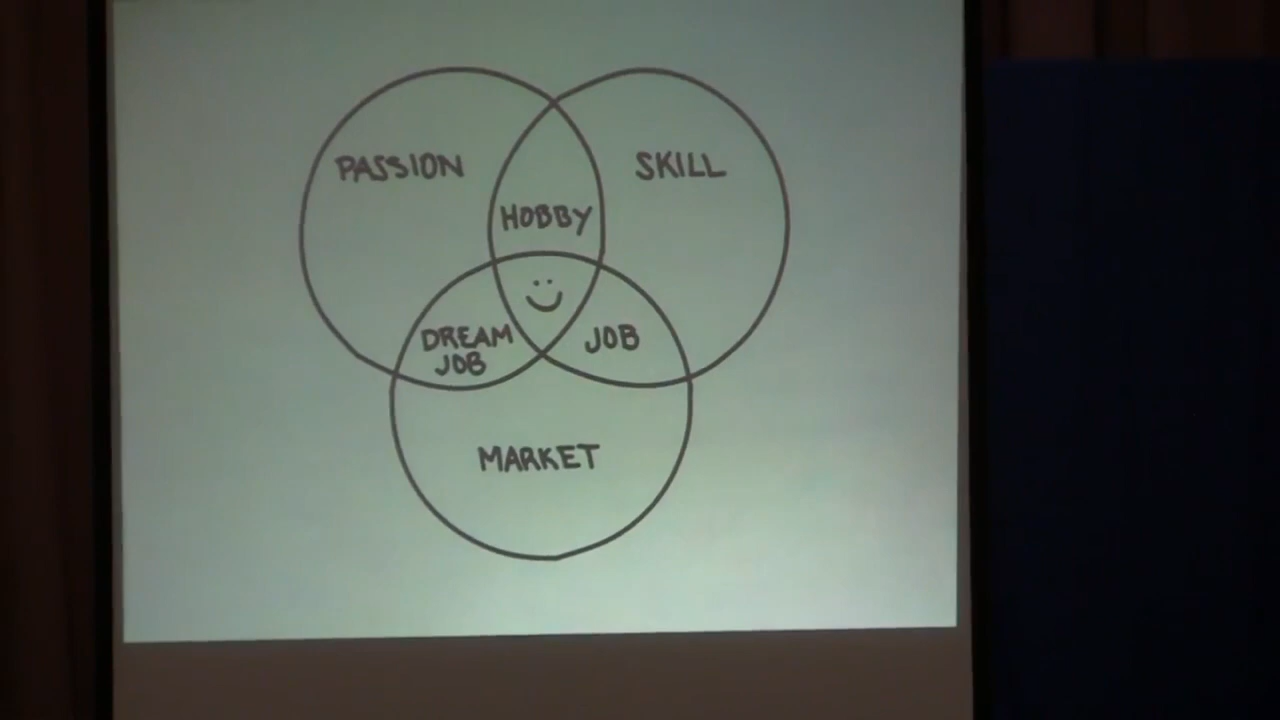 PASSION
SKILL
HOBBY
DREAM
JOB
JOB
MARKET